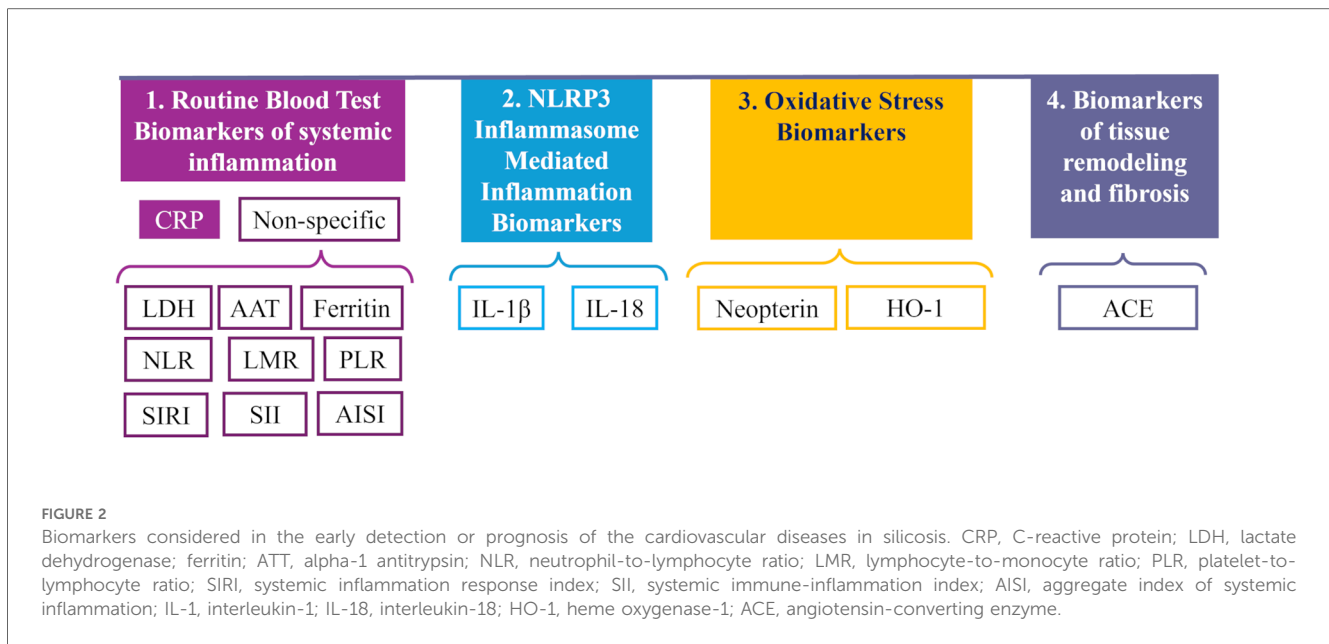 1. Routine Blood Test
Biomarkers of systemic
inflammation
2. NLRP3
Inflammasome
Mediated
Inflammation
Biomarkers
3. Oxidative Stress
Biomarkers
4. Biomarkers
of tissue
remodeling
and fibrosis
CRP
Non-specific
LDH
AAT
Ferritin
NLR
LMR
PLR
SIRI
SII
AISI
IL-1β
IL-18
Neopterin
HO-1
ACE
FIGURE 2
Biomarkers considered in the early detection or prognosis of the cardiovascular diseases in silicosis. CRP, C-reactive protein; LDH, lactate
dehydrogenase; ferritin; ATT, alpha-1 antitrypsin; NLR, neutrophil-to-lymphocyte ratio; LMR, lymphocyte-to-monocyte ratio; PLR, platelet-to-
lymphocyte ratio; SIRI, systemic inflammation response index; SII, systemic immune-inflammation index; AISI, aggregate index of systemic
inflammation; IL-1, interleukin-1; IL-18, interleukin-18; HO-1, heme oxygenase-1; ACE, angiotensin-converting enzyme.